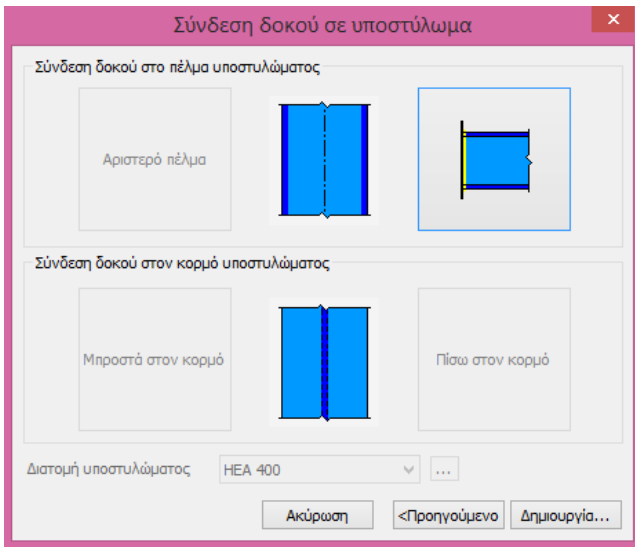 Σύνδεση δοκού σε υποστύλωμα
Σύνδεση δοκού στο πέλμα υποστυλώματος
Αριστερό πέλμα
Σύνδεση δοκού στον κορμό υποστυλώματος
Μπροστά στον κορμό
Πίσω στον κορμό
Διατομή υποστυλώματος HEA 400 ...
Ακύρωση <Προηγούμενο Δημιουργία...